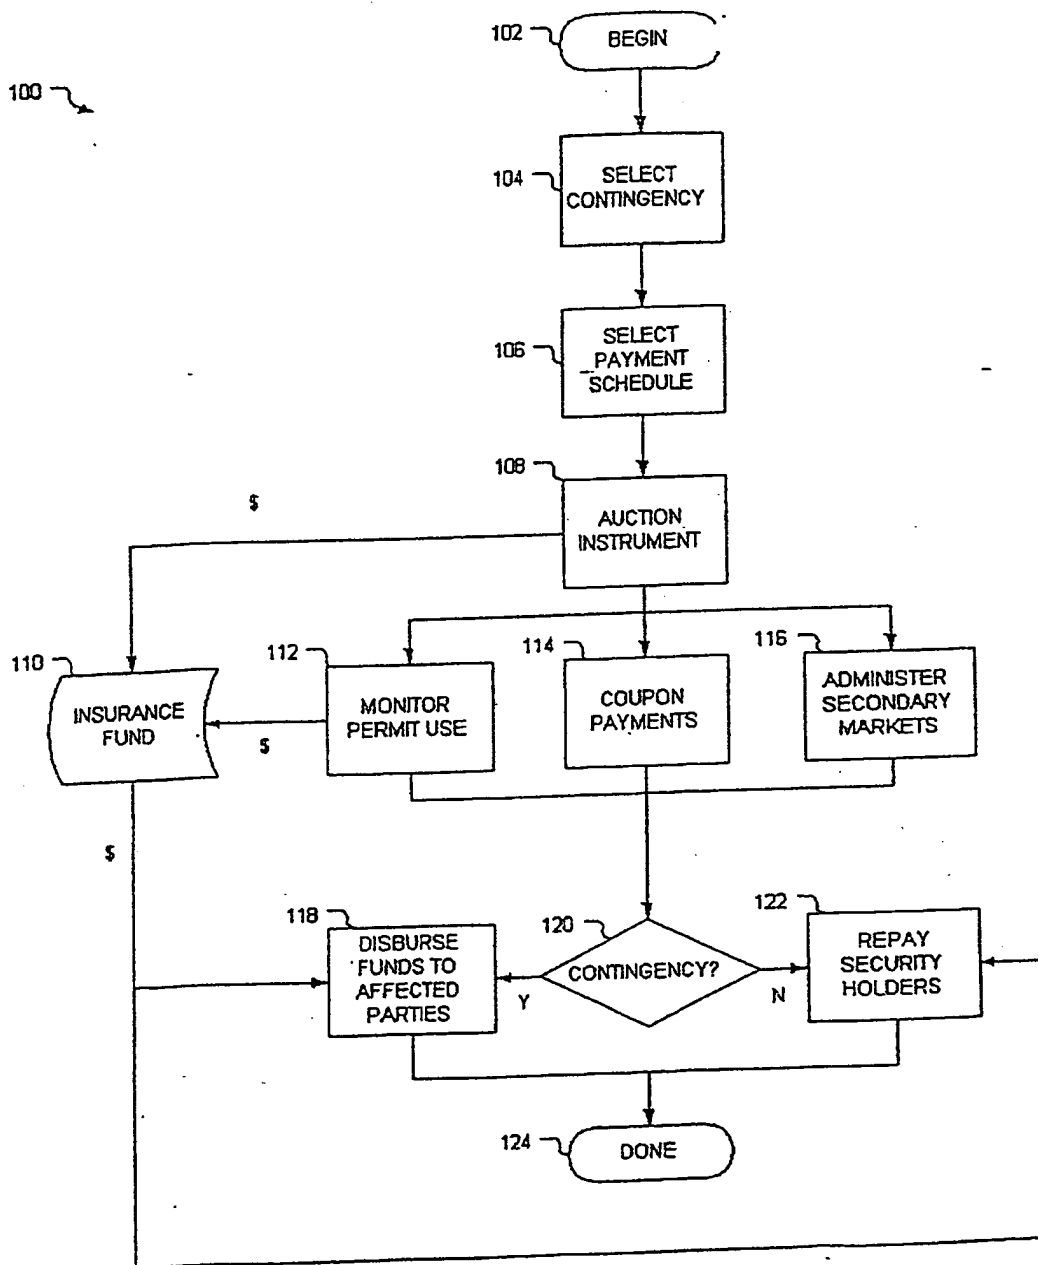 102
BEGIN
100
104
SELECT
CONTINGENCY
106
SELECT
PAYMENT
SCHEDULE
108
AUCTION
INSTRUMENT
$
110
INSURANCE
FUND
112
MONITOR
PERMIT USE
$
114
COUPON
PAYMENTS
116
ADMINISTER
SECONDARY
MARKETS
$
118
DISBURSE
FUNDS TO
AFFECTED
PARTIES
120
CONTINGENCY?
Y
N
122
REPAY
SECURITY
HOLDERS
124
DONE